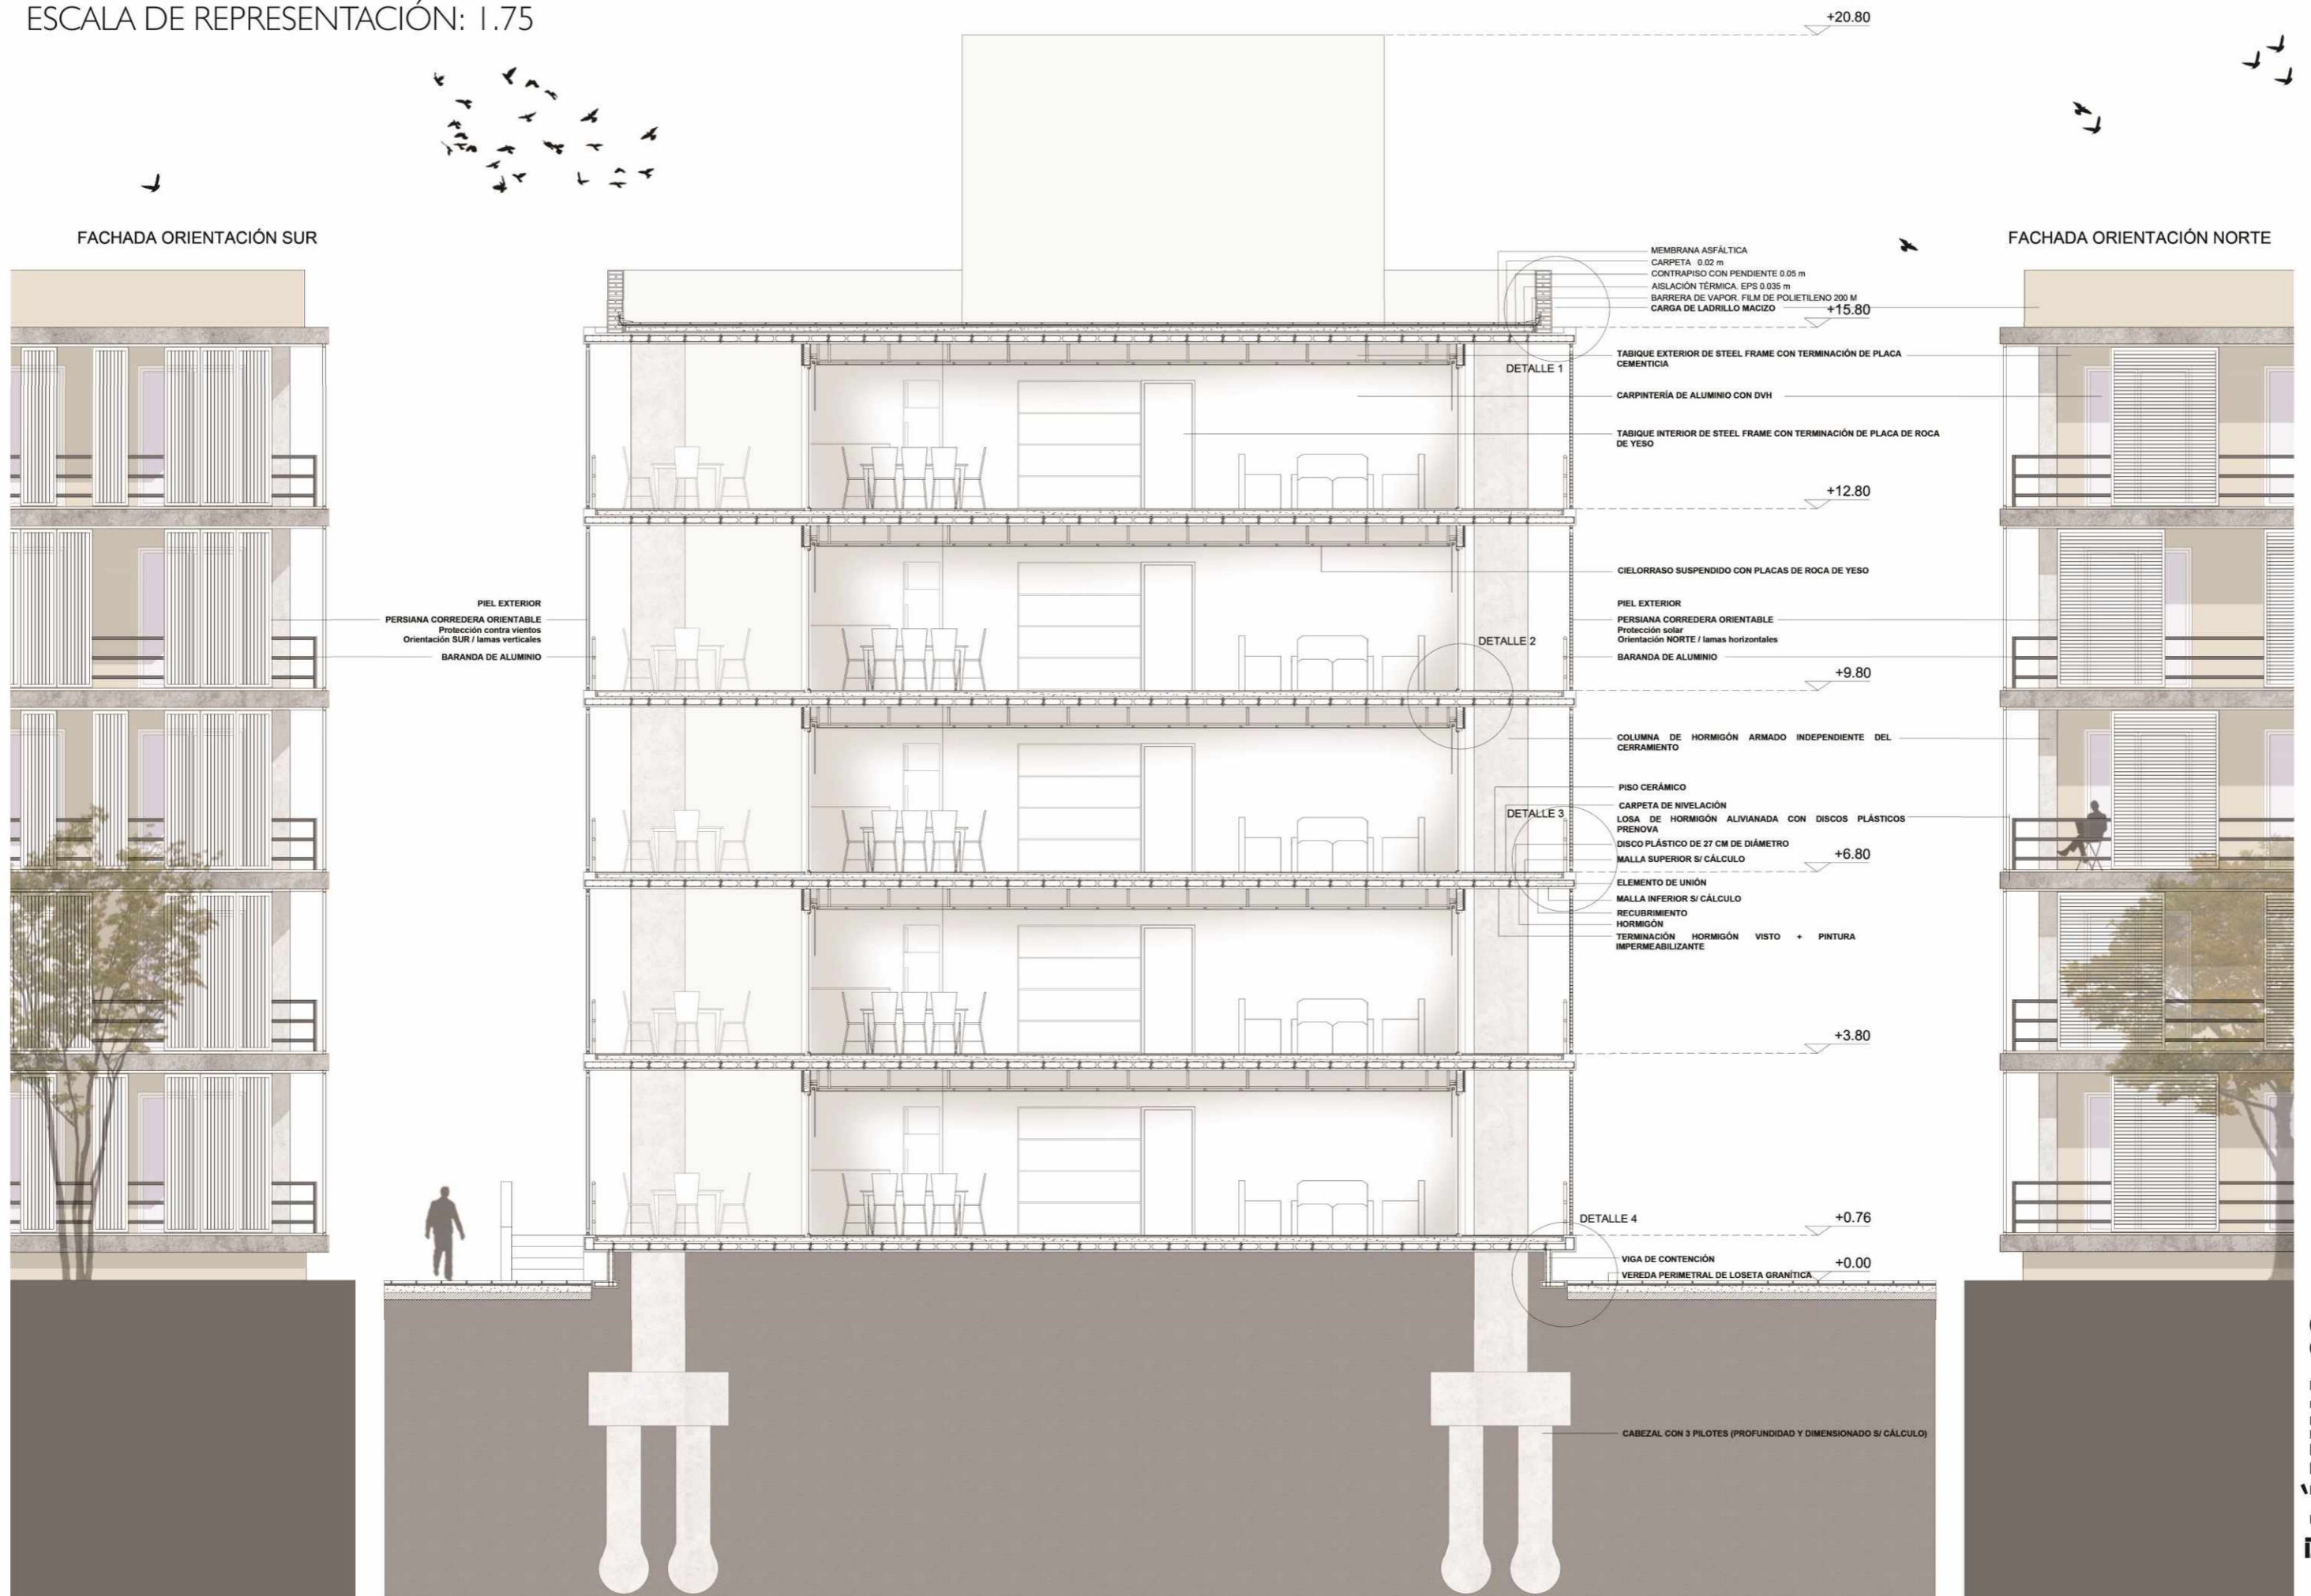 ESCALA DE REPRESENTACIÓN: 1.75
+20.80
FACHADA ORIENTACIÓN SUR
FACHADA ORIENTACIÓN NORTE
MEMBRANA ASFÁLTICA
CARPETA 0.02 m
CONTRAPISO CON PENDIENTE 0.05 m
AISLACIÓN TÉRMICA. EPS 0.035 m
BARRERA DE VAPOR. FILM DE POLIETILENO 200 M
CARGA DE LADRILLO MACIZO
+15.80
DETALLE 1
TABIQUE EXTERIOR DE STEEL FRAME CON TERMINACIÓN DE PLACA
CEMENTICIA
CARPINTERÍA DE ALUMINIO CON DVH
TABIQUE INTERIOR DE STEEL FRAME CON TERMINACIÓN DE PLACA DE ROCA
DE YESO
+12.80
CIELORRASO SUSPENDIDO CON PLACAS DE ROCA DE YESO
PIEL EXTERIOR
PERSIANA CORREDERA ORIENTABLE
Protección contra vientos
Orientación SUR / lamas verticales
BARANDA DE ALUMINIO
PIEL EXTERIOR
PERSIANA CORREDERA ORIENTABLE
Protección solar
Orientación NORTE / lamas horizontales
BARANDA DE ALUMINIO
DETALLE 2
+9.80
COLUMNA DE HORMIGÓN ARMADO INDEPENDIENTE DEL
CERRAMIENTO
PISO CERÁMICO
CARPETA DE NIVELACIÓN
DETALLE 3
LOSA DE HORMIGÓN ALIVIANADA CON DISCOS PLÁSTICOS
PRENOVA
DISCO PLÁSTICO DE 27 CM DE DIÁMETRO
MALLA SUPERIOR S/ CÁLCULO
+6.80
ELEMENTO DE UNIÓN
MALLA INFERIOR S/ CÁLCULO
RECUBRIMIENTO
HORMIGÓN
TERMINACIÓN HORMIGÓN VISTO + PINTURA
IMPERMEABILIZANTE
+3.80
DETALLE 4
+0.76
VIGA DE CONTENCIÓN
+0.00
VEREDA PERIMETRAL DE LOSETA GRANÍTICA
CABEZAL CON 3 PILOTES (PROFUNDIDAD Y DIMENSIONADO S/ CÁLCULO)